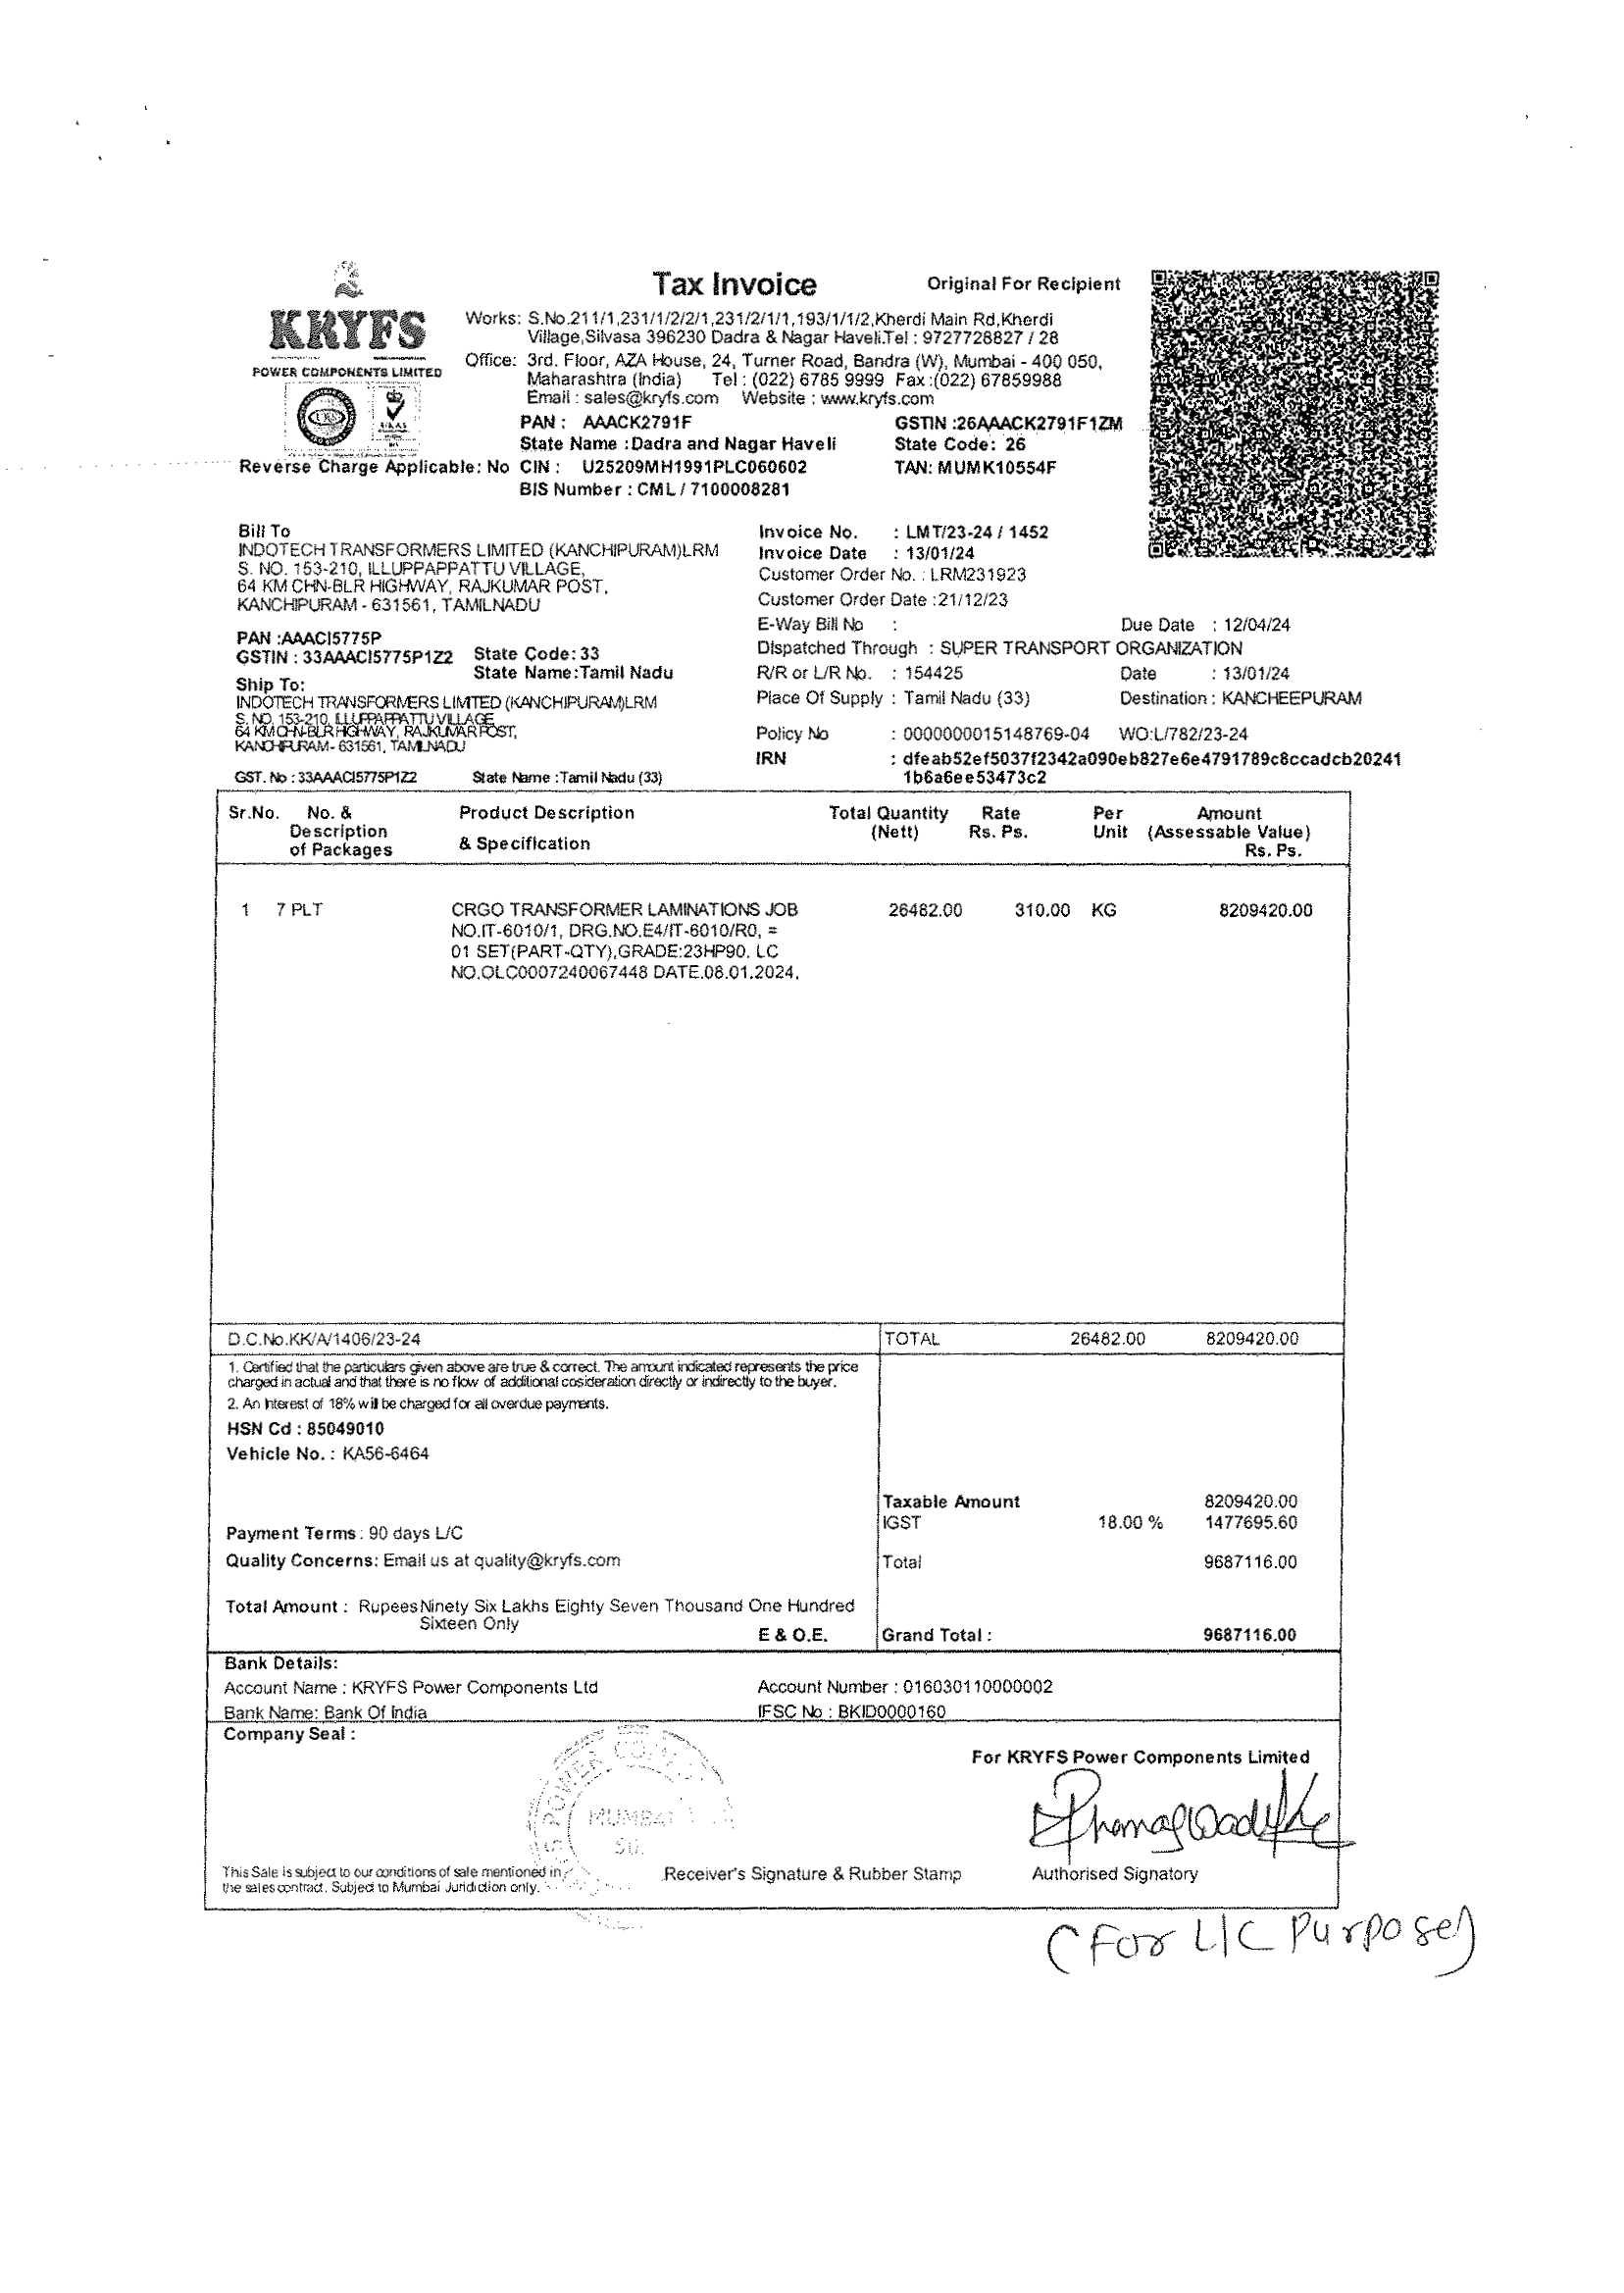 Tax Invoice
Original For Recipient
KRYFS
POWER COMPONENTS LIMITED
Works: S.No.211/1,231/1/2/2/1,231/2/1/1,193/1/1/2,Kherdi Main Rd,Kherdi
Village,Silvasa 396230 Dadra & Nagar Haveli.Tel : 9727728827 / 28
Office: 3rd. Floor, AZA House, 24, Turner Road, Bandra (W), Mumbai - 400 050,
Maharashtra (India) Tel : (022) 6785 9999 Fax :(022) 67859988
Email : sales@kryfs.com Website : www.kryfs.com
PAN : AAACK2791F GSTIN :26AAACK2791F1ZM
State Name :Dadra and Nagar Haveli State Code: 26
Reverse Charge Applicable: No CIN : U25209MH1991PLC060602 TAN: MUMK10554F
BIS Number : CML / 7100008281
Bill To
INDOTECH TRANSFORMERS LIMITED (KANCHIPURAM)LRM
S. NO. 153-210, ILLUPPAPPATTU VILLAGE,
64 KM CHN-BLR HIGHWAY, RAJKUMAR POST,
KANCHIPURAM - 631561, TAMILNADU
PAN :AAACI5775P
GSTIN : 33AAACI5775P1Z2 State Code: 33
State Name:Tamil Nadu
Ship To:
INDOTECH TRANSFORMERS LIMITED (KANCHIPURAM)LRM
S. NO. 153-210, ILLUPPAPPATTU VILLAGE,
64 KM CHN-BLR HIGHWAY, RAJKUMAR POST,
KANCHIPURAM- 631561, TAMILNADU
GST. No : 33AAACI5775P1Z2 State Name :Tamil Nadu (33)
Invoice No. : LMT/23-24 / 1452
Invoice Date : 13/01/24
Customer Order No. : LRM231923
Customer Order Date :21/12/23
E-Way Bill No : Due Date : 12/04/24
Dispatched Through : SUPER TRANSPORT ORGANIZATION
R/R or L/R No. : 154425 Date : 13/01/24
Place Of Supply : Tamil Nadu (33) Destination : KANCHEEPURAM
Policy No : 0000000015148769-04 WO:L/782/23-24
IRN : dfeab52ef5037f2342a090eb827e6e4791789c8ccadcb20241
1b6a6ee53473c2
Sr.No. No. & Product Description Total Quantity Rate Per Amount
Description (Nett) Rs. Ps. Unit (Assessable Value)
of Packages & Specification Rs. Ps.
1 7 PLT CRGO TRANSFORMER LAMINATIONS JOB 26482.00 310.00 KG 8209420.00
NO.IT-6010/1, DRG.NO.E4/IT-6010/R0, =
01 SET(PART-QTY),GRADE:23HP90. LC
NO.OLC0007240067448 DATE.08.01.2024.
D.C.No.KK/A/1406/23-24 TOTAL 26482.00 8209420.00
1. Certified that the particulars given above are true & correct. The amount indicated represents the price
charged in actual and that there is no flow of additional cosideration directly or indirectly to the buyer.
2. An Interest of 18% will be charged for all overdue payments.
HSN Cd : 85049010
Vehicle No. : KA56-6464
Taxable Amount 8209420.00
IGST 18.00 % 1477695.60
Payment Terms : 90 days L/C
Quality Concerns: Email us at quality@kryfs.com
Total 9687116.00
Total Amount : Rupees Ninety Six Lakhs Eighty Seven Thousand One Hundred
Sixteen Only
E & O.E. Grand Total : 9687116.00
Bank Details:
Account Name : KRYFS Power Components Ltd Account Number : 016030110000002
Bank Name: Bank Of India IFSC No : BKID0000160
Company Seal :
For KRYFS Power Components Limited
MUMBAI
This Sale is subject to our conditions of sale mentioned in
the sales contract. Subject to Mumbai Juridiction only.
Receiver's Signature & Rubber Stamp Authorised Signatory
(For L/C Purpose)